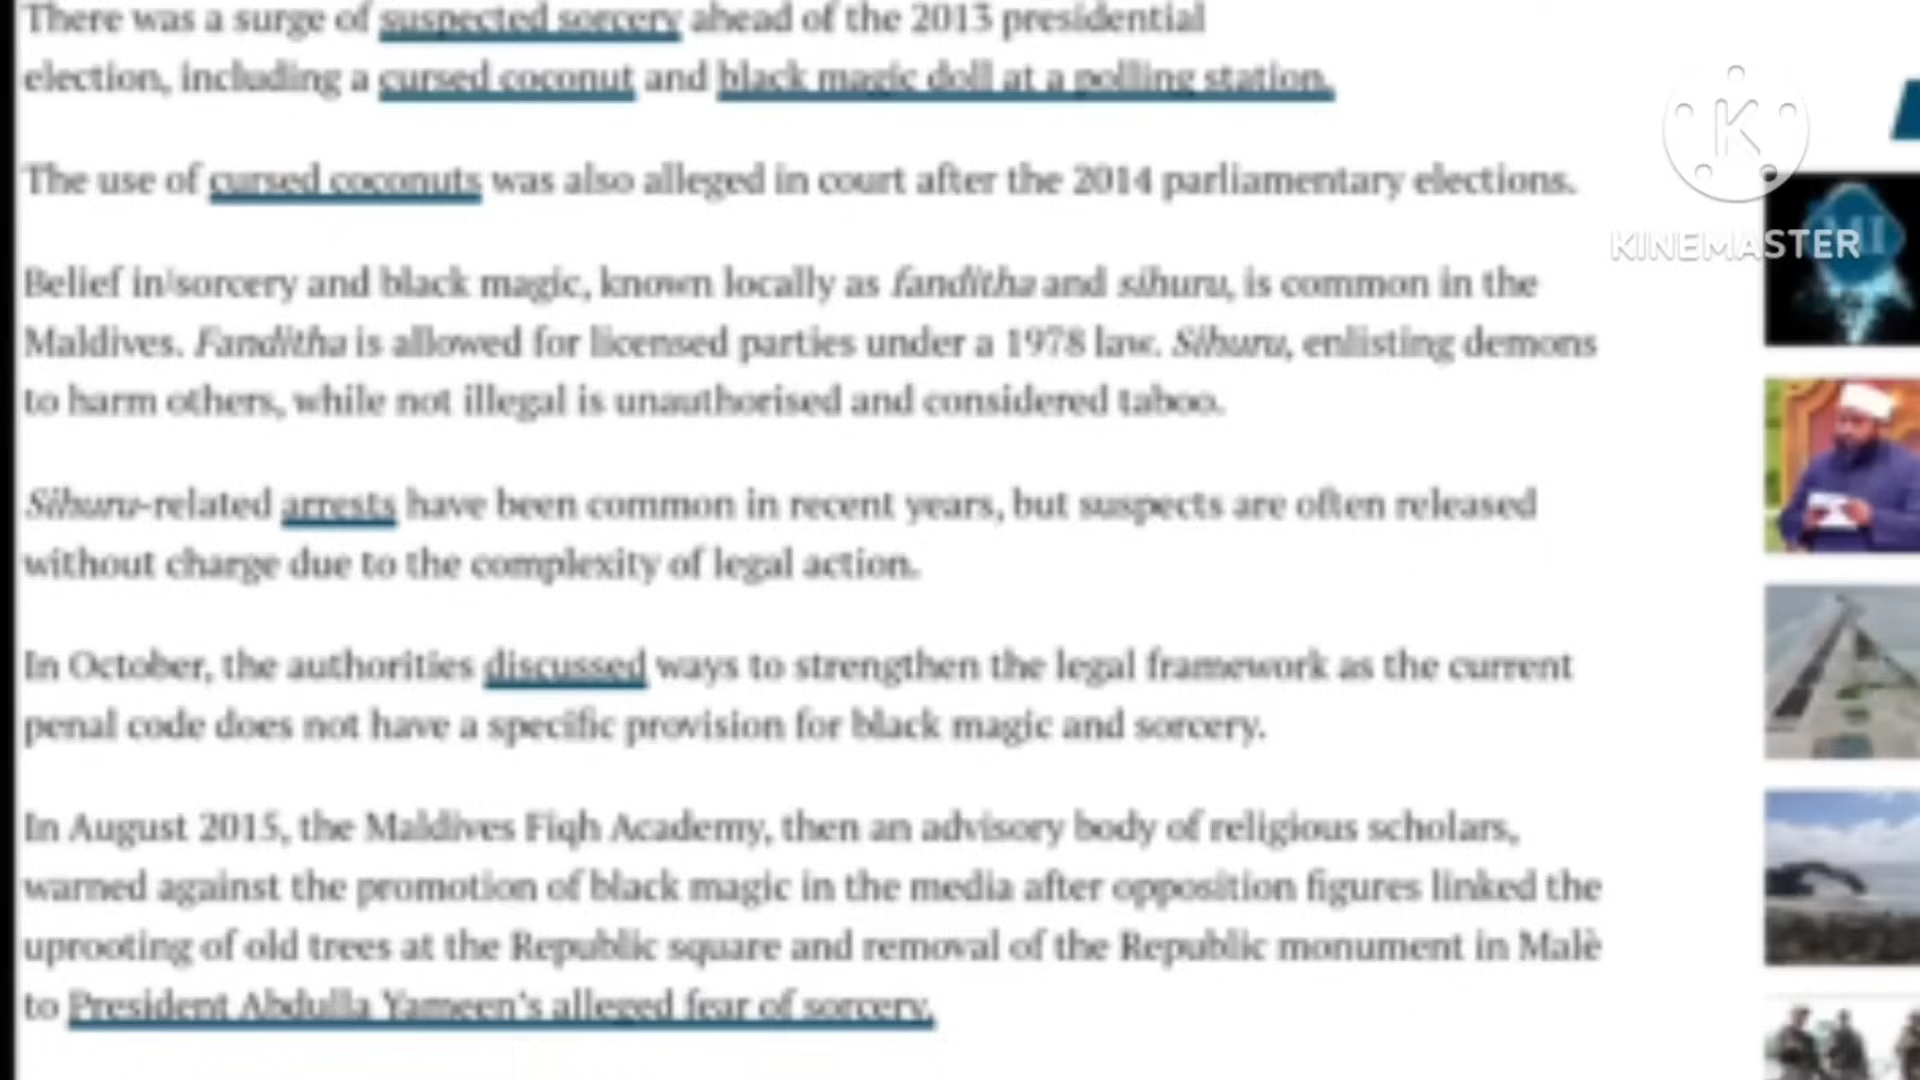 There was a surge of suspected sorcery ahead of the 2013 presidential
election, including a cursed coconut and black magic doll at a polling station.
The use of cursed coconuts was also alleged in court after the 2014 parliamentary elections.
Belief in sorcery and black magic, known locally as fanditha and sihuru, is common in the
Maldives. Fanditha is allowed for licensed parties under a 1978 law. Sihuru, enlisting demons
to harm others, while not illegal is unauthorised and considered taboo.
Sihuru-related arrests have been common in recent years, but suspects are often released
without charge due to the complexity of legal action.
In October, the authorities discussed ways to strengthen the legal framework as the current
penal code does not have a specific provision for black magic and sorcery.
In August 2015, the Maldives Fiqh Academy, then an advisory body of religious scholars,
warned against the promotion of black magic in the media after opposition figures linked the
uprooting of old trees at the Republic square and removal of the Republic monument in Malè
to President Abdulla Yameen's alleged fear of sorcery.
K
KINEMASTER
MI